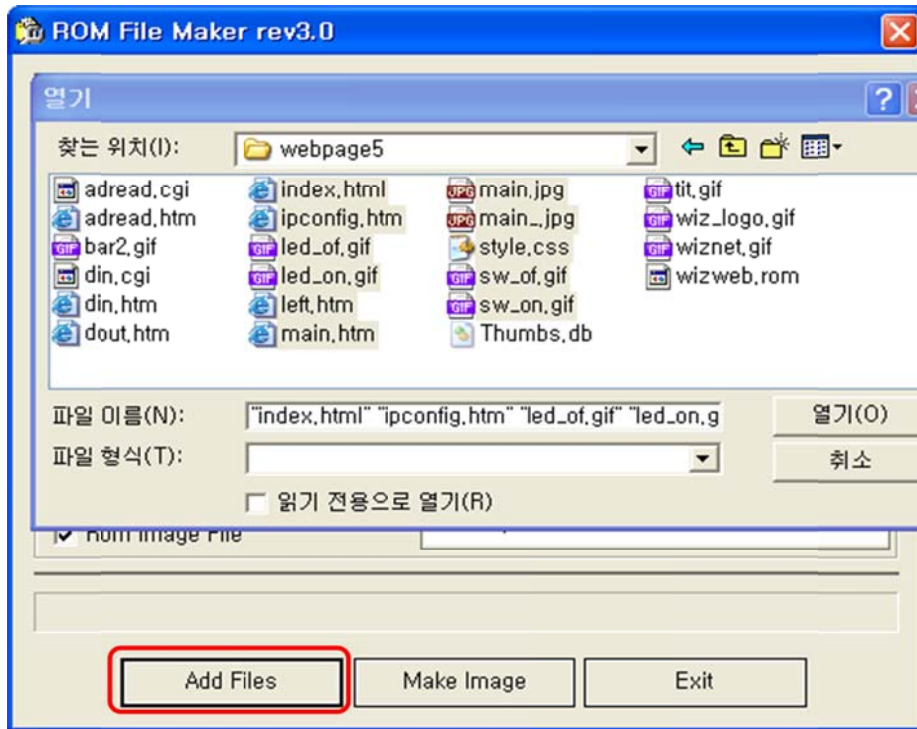 ROM File Maker rev3.0
열기
찾는 위치(I): webpage5
adread.cgi index.html main.jpg tit.gif
adread.htm ipconfig.htm main_.jpg wiz_logo.gif
bar2.gif led_of.gif style.css wiznet.gif
din.cgi led_on.gif sw_of.gif wizweb.rom
din.htm left.htm sw_on.gif
dout.htm main.htm Thumbs.db
파일 이름(N): "index.html" "ipconfig.htm" "led_of.gif" "led_on.g 열기(O)
파일 형식(T): 취소
읽기 전용으로 열기(R)
Rom Image File
Add Files Make Image Exit